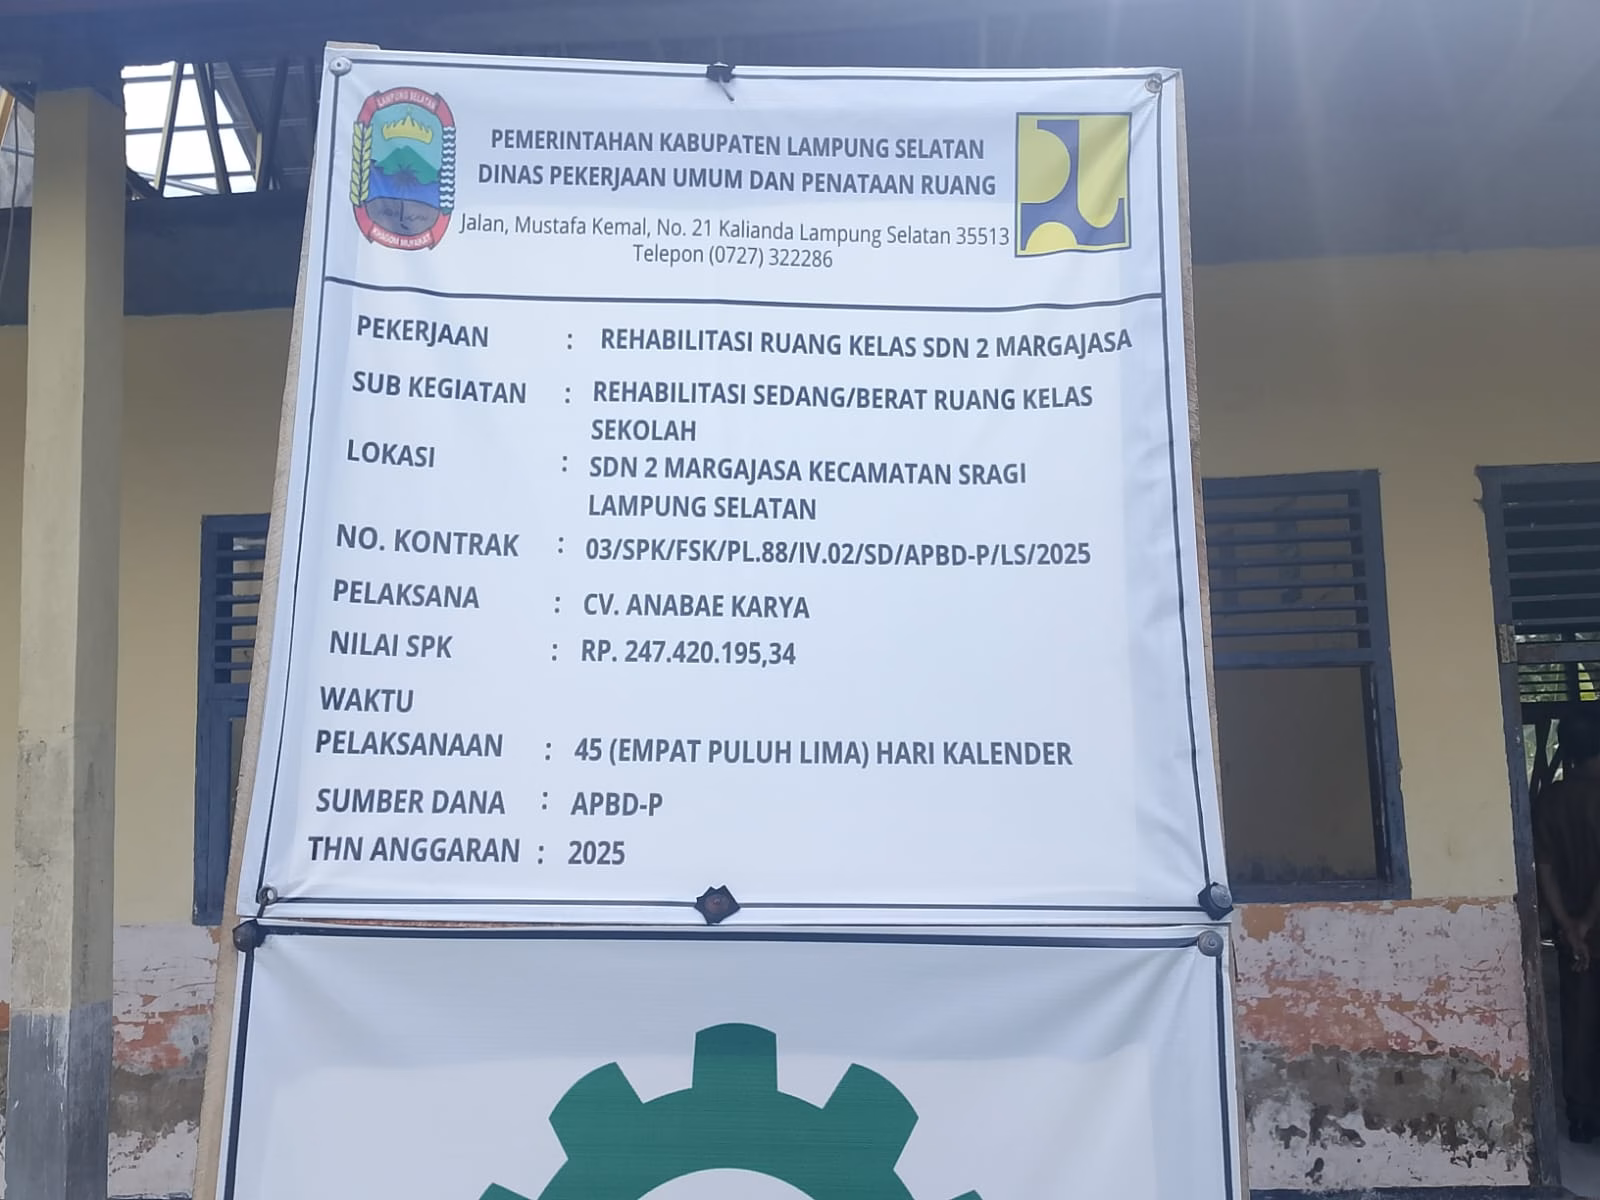 LAMPUNG SELATAN
KHAGOM MUFAKAT
PEMERINTAHAN KABUPATEN LAMPUNG SELATAN
DINAS PEKERJAAN UMUM DAN PENATAAN RUANG
Jalan, Mustafa Kemal, No. 21 Kalianda Lampung Selatan 35513
Telepon (0727) 322286
PEKERJAAN : REHABILITASI RUANG KELAS SDN 2 MARGAJASA
SUB KEGIATAN : REHABILITASI SEDANG/BERAT RUANG KELAS
SEKOLAH
LOKASI : SDN 2 MARGAJASA KECAMATAN SRAGI
LAMPUNG SELATAN
NO. KONTRAK : 03/SPK/FSK/PL.88/IV.02/SD/APBD-P/LS/2025
PELAKSANA : CV. ANABAE KARYA
NILAI SPK : RP. 247.420.195,34
WAKTU
PELAKSANAAN : 45 (EMPAT PULUH LIMA) HARI KALENDER
SUMBER DANA : APBD-P
THN ANGGARAN : 2025